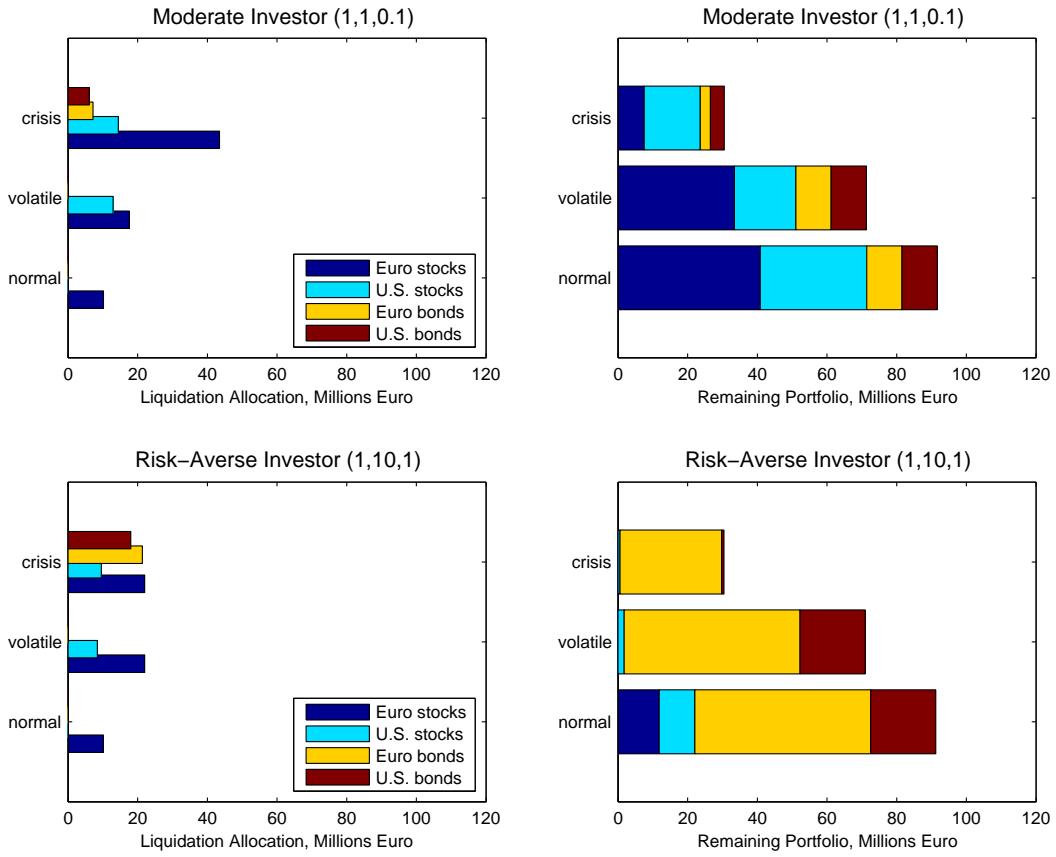 Moderate Investor (1,1,0.1)
crisis
volatile
normal
Euro stocks
U.S. stocks
Euro bonds
U.S. bonds
0 20 40 60 80 100 120
Liquidation Allocation, Millions Euro
Moderate Investor (1,1,0.1)
crisis
volatile
normal
0 20 40 60 80 100 120
Remaining Portfolio, Millions Euro
Risk−Averse Investor (1,10,1)
crisis
volatile
normal
Euro stocks
U.S. stocks
Euro bonds
U.S. bonds
0 20 40 60 80 100 120
Liquidation Allocation, Millions Euro
Risk−Averse Investor (1,10,1)
crisis
volatile
normal
0 20 40 60 80 100 120
Remaining Portfolio, Millions Euro